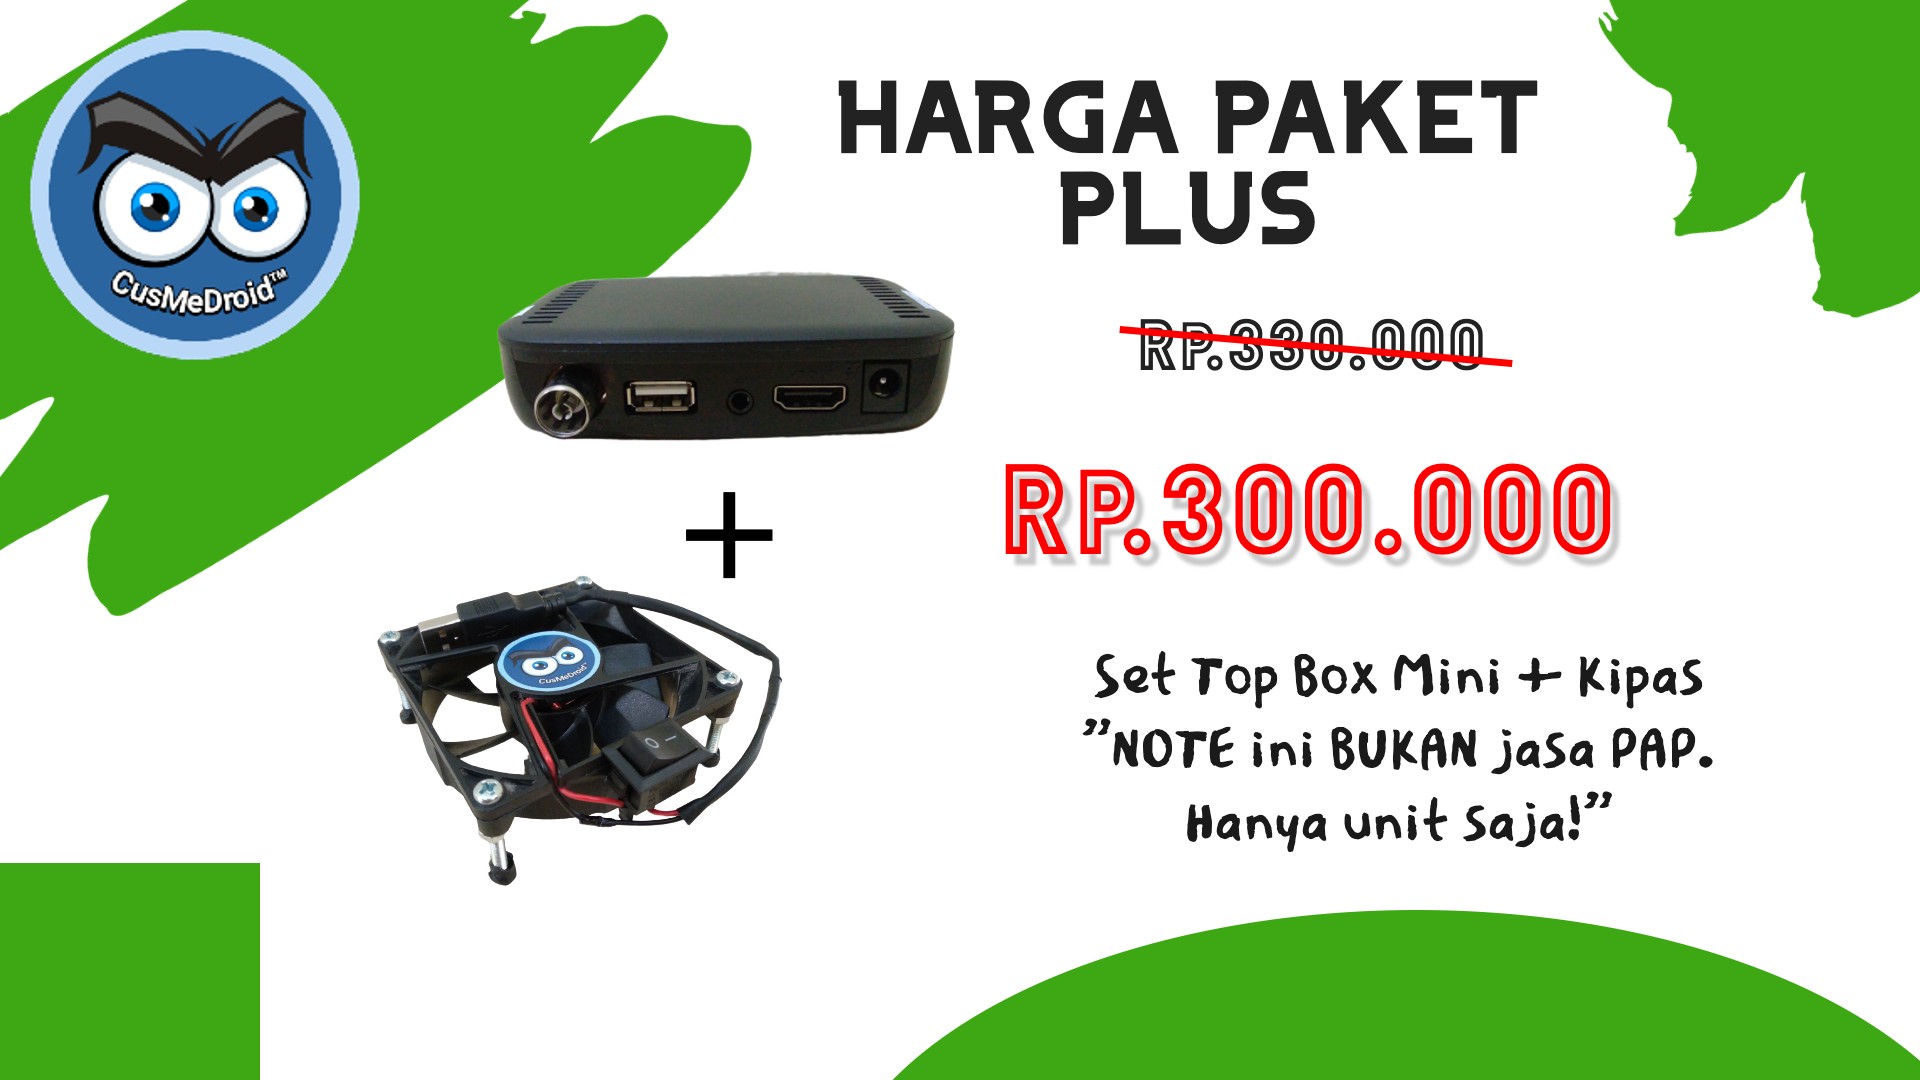 CusMeDroid™
HARGA PAKET
PLUS
RP.330.000
RP.300.000
CusMeDroid™
Set Top Box Mini + Kipas
”NOTE ini BUKAN jasa PAP.
Hanya unit saja!”